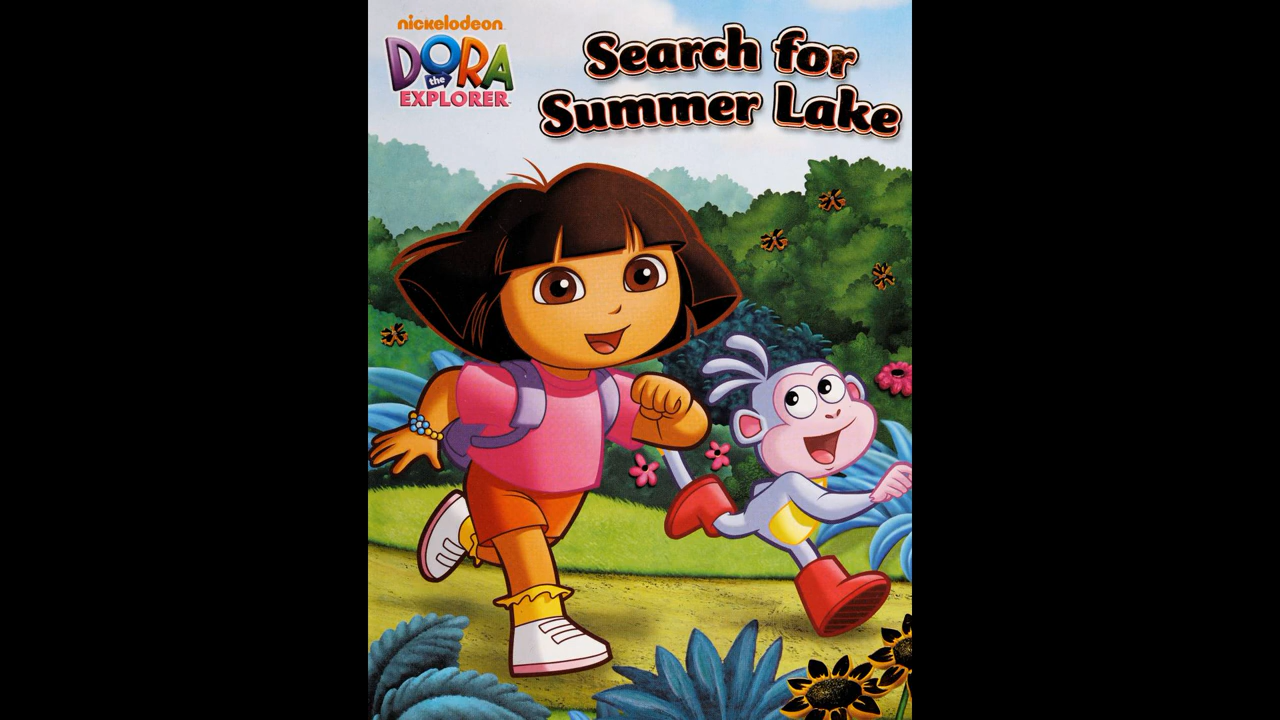 nickelodeon
DORA
the
EXPLORER
Search for
Summer Lake